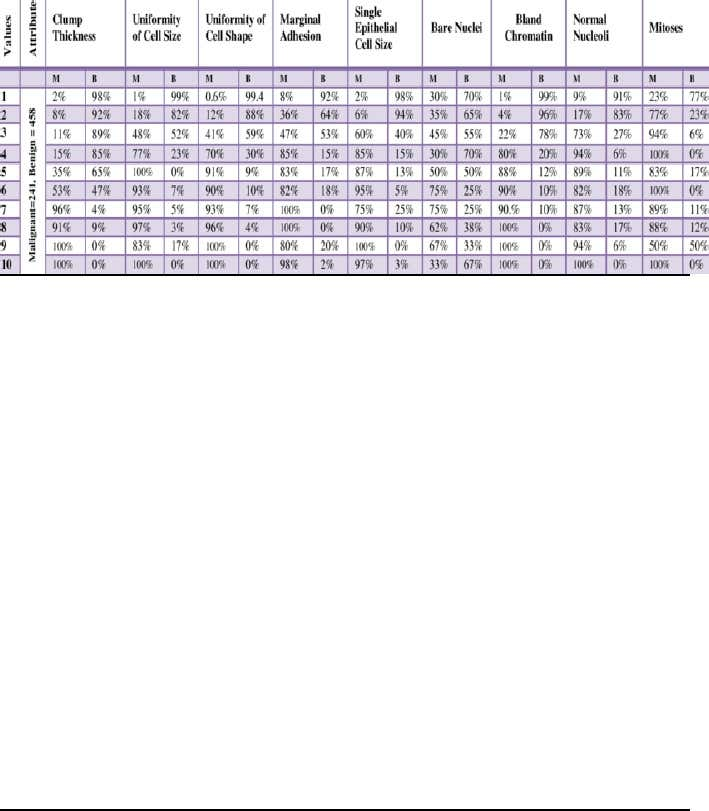 Values Attribute Clump Thickness Uniformity of Cell Size Uniformity of Cell Shape Marginal Adhesion Single Epithelial Cell Size Bare Nuclei Bland Chromatin Normal Nucleoli Mitoses
M B M B M B M B M B M B M B M B M B
Malignant=241, Benign = 458
1 2% 98% 1% 99% 0.6% 99.4 8% 92% 2% 98% 30% 70% 1% 99% 9% 91% 23% 77%
2 8% 92% 18% 82% 12% 88% 36% 64% 6% 94% 35% 65% 4% 96% 17% 83% 77% 23%
3 11% 89% 48% 52% 41% 59% 47% 53% 60% 40% 45% 55% 22% 78% 73% 27% 94% 6%
4 15% 85% 77% 23% 70% 30% 85% 15% 85% 15% 30% 70% 80% 20% 94% 6% 100% 0%
5 35% 65% 100% 0% 91% 9% 83% 17% 87% 13% 50% 50% 88% 12% 89% 11% 83% 17%
6 53% 47% 93% 7% 90% 10% 82% 18% 95% 5% 75% 25% 90% 10% 82% 18% 100% 0%
7 96% 4% 95% 5% 93% 7% 100% 0% 75% 25% 75% 25% 90.% 10% 87% 13% 89% 11%
8 91% 9% 97% 3% 96% 4% 100% 0% 90% 10% 62% 38% 100% 0% 83% 17% 88% 12%
9 100% 0% 83% 17% 100% 0% 80% 20% 100% 0% 67% 33% 100% 0% 94% 6% 50% 50%
10 100% 0% 100% 0% 100% 0% 98% 2% 97% 3% 33% 67% 100% 0% 100% 0% 100% 0%